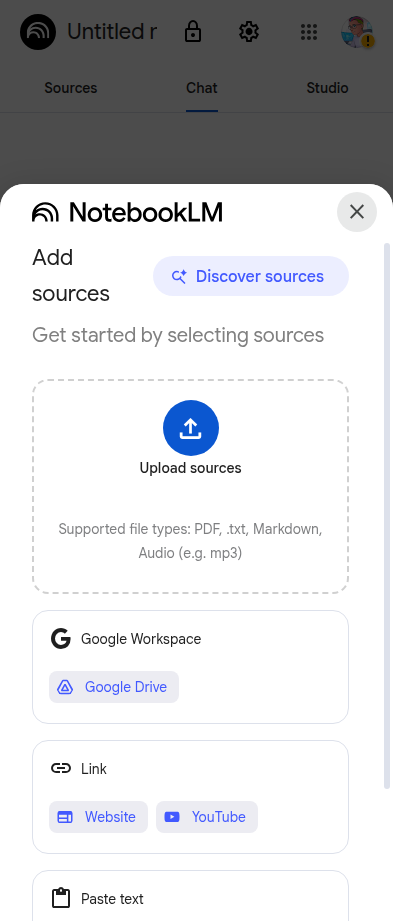 Untitled r
Sources
Chat
Studio
NotebookLM
Add
sources
Discover sources
Get started by selecting sources
Upload sources
Supported file types: PDF, .txt, Markdown,
Audio (e.g. mp3)
Google Workspace
Google Drive
Link
Website
YouTube
Paste text